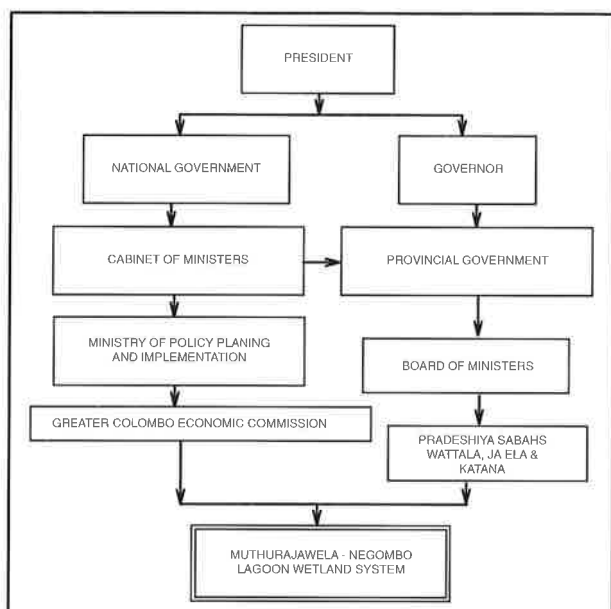 PRESIDENT
NATIONAL GOVERNMENT
GOVERNOR
CABINET OF MINISTERS
PROVINCIAL GOVERNMENT
MINISTRY OF POLICY PLANING
AND IMPLEMENTATION
BOARD OF MINISTERS
GREATER COLOMBO ECONOMIC COMMISSION
PRADESHIYA SABAHS
WATTALA, JA ELA &
KATANA
MUTHURAJAWELA - NEGOMBO
LAGOON WETLAND SYSTEM